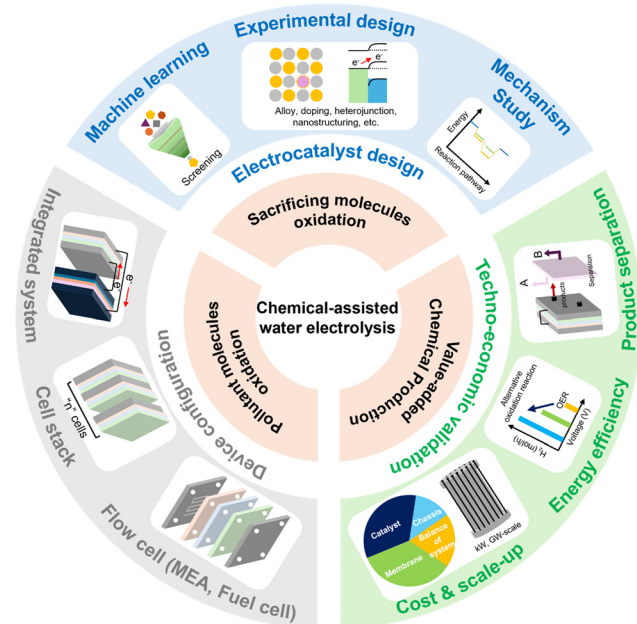 Experimental design
Machine learning
Mechanism
Study
e⁻
e⁻
Alloy, doping, heterojunction,
nanostructuring, etc.
Screening
Energy
Reaction pathway
Electrocatalyst design
Sacrificing molecules
oxidation
Chemical-assisted
water electrolysis
Pollutant molecules
oxidation
Value-added
Chemical Production
Device configuration
Techno-economic validation
Integrated system
e⁻
e⁻
Cell stack
"n" cells
Flow cell (MEA, Fuel cell)
Product separation
A
B
products
Separation
Energy efficiency
Alternative
oxidation reaction
OER
H₂ (mol/h)
Voltage (V)
Catalyst
Chassis
Balance of
system
Membrane
kW, GW-scale
Cost & scale-up